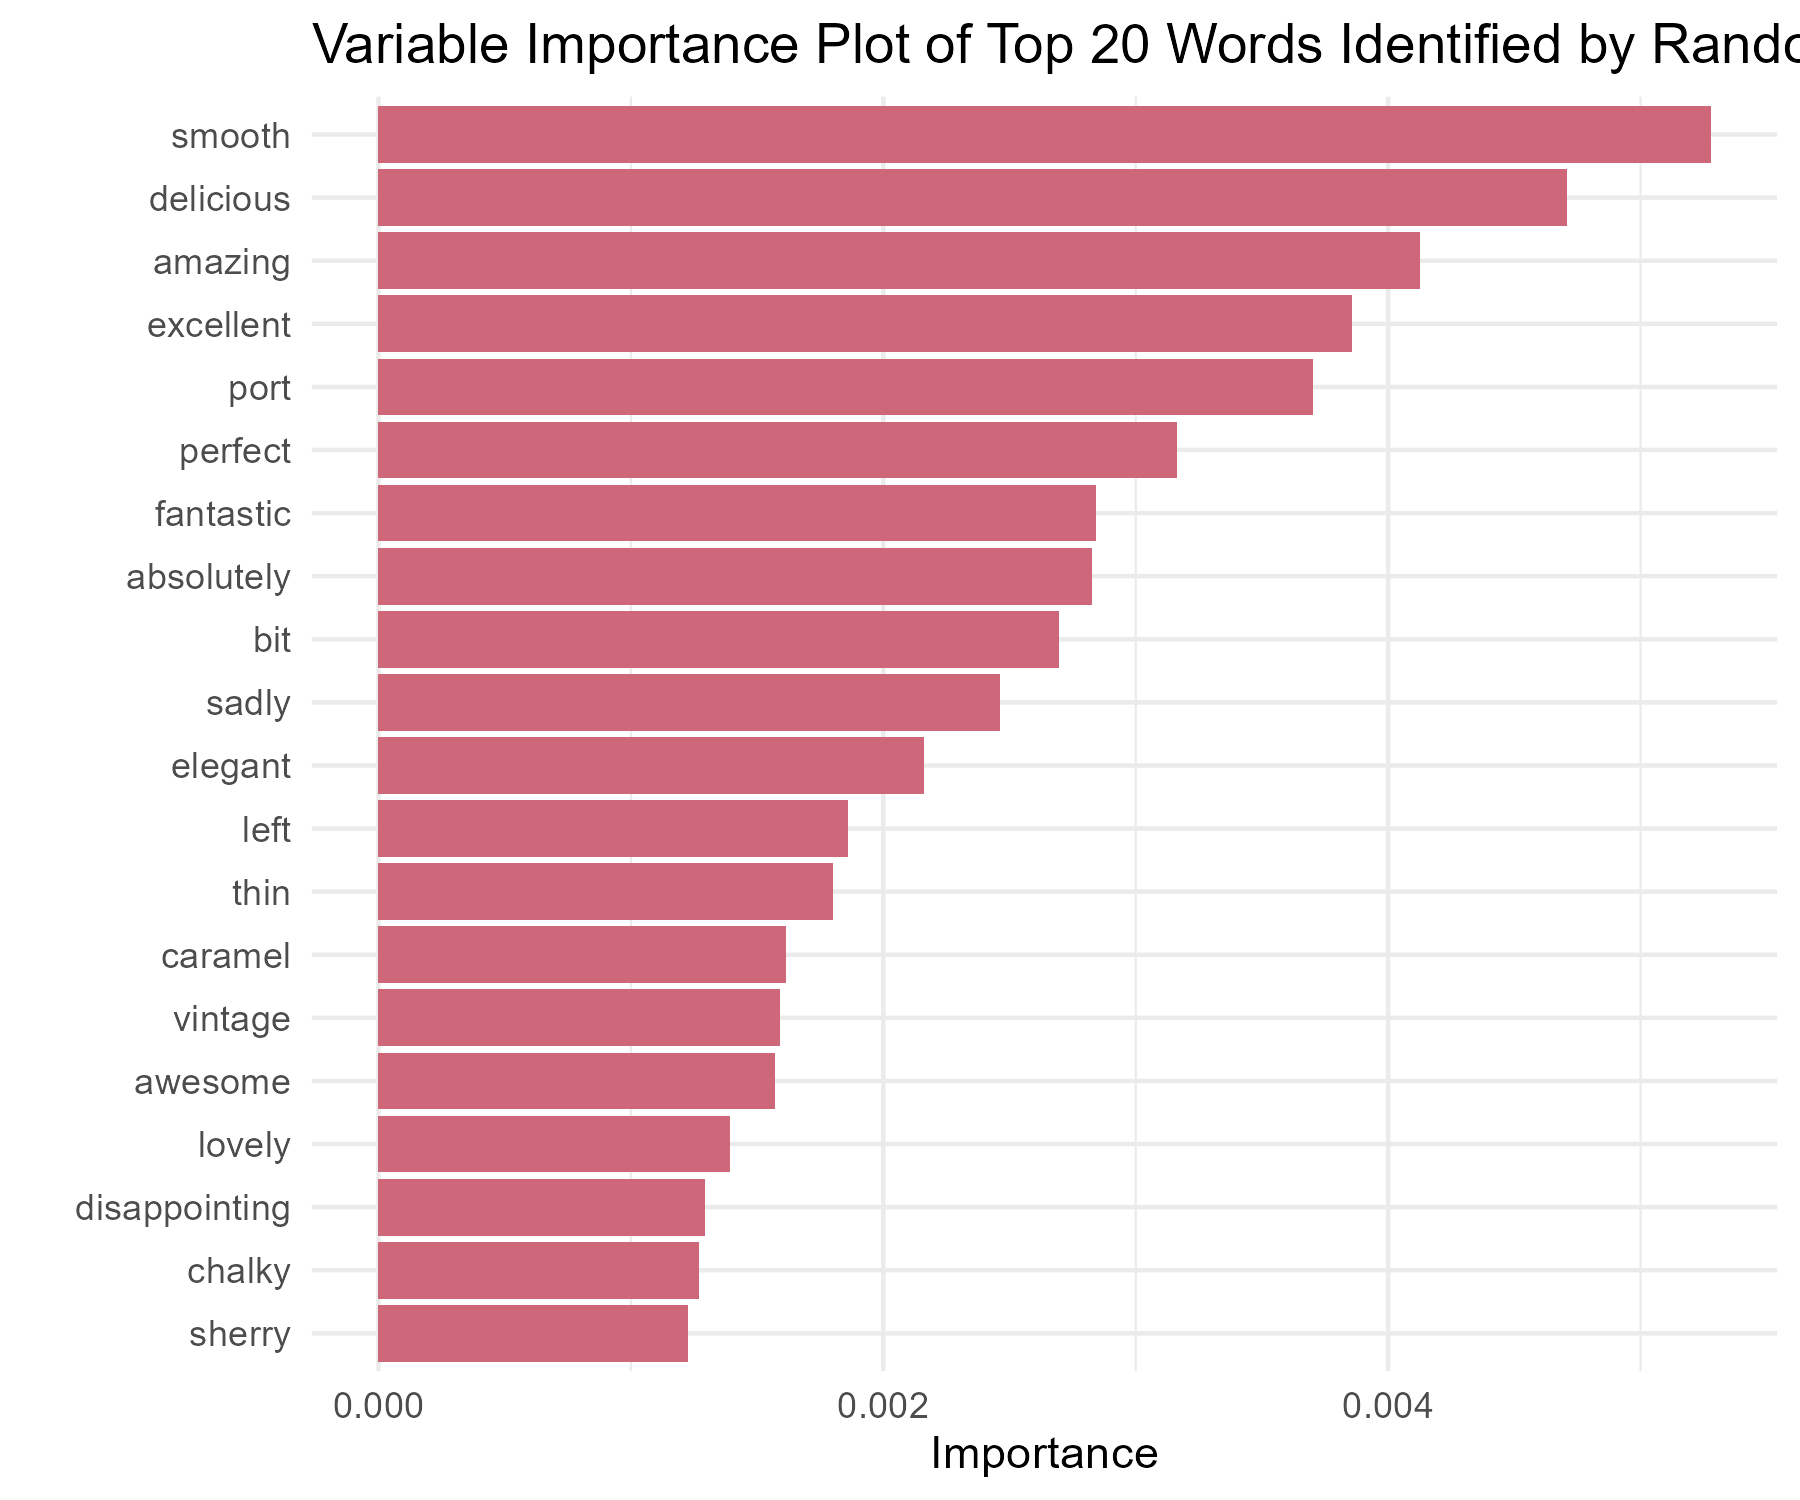 Variable Importance Plot of Top 20 Words Identified by Rando
smooth
delicious
amazing
excellent
port
perfect
fantastic
absolutely
bit
sadly
elegant
left
thin
caramel
vintage
awesome
lovely
disappointing
chalky
sherry
0.000 0.002 0.004
Importance